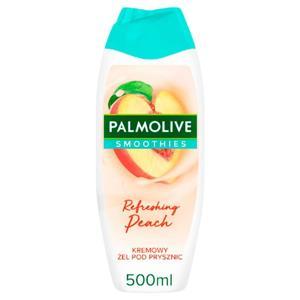 PALMOLIVE
SMOOTHIES
Refreshing
Peach
KREMOWY
ŻEL POD PRYSZNIC
500ml